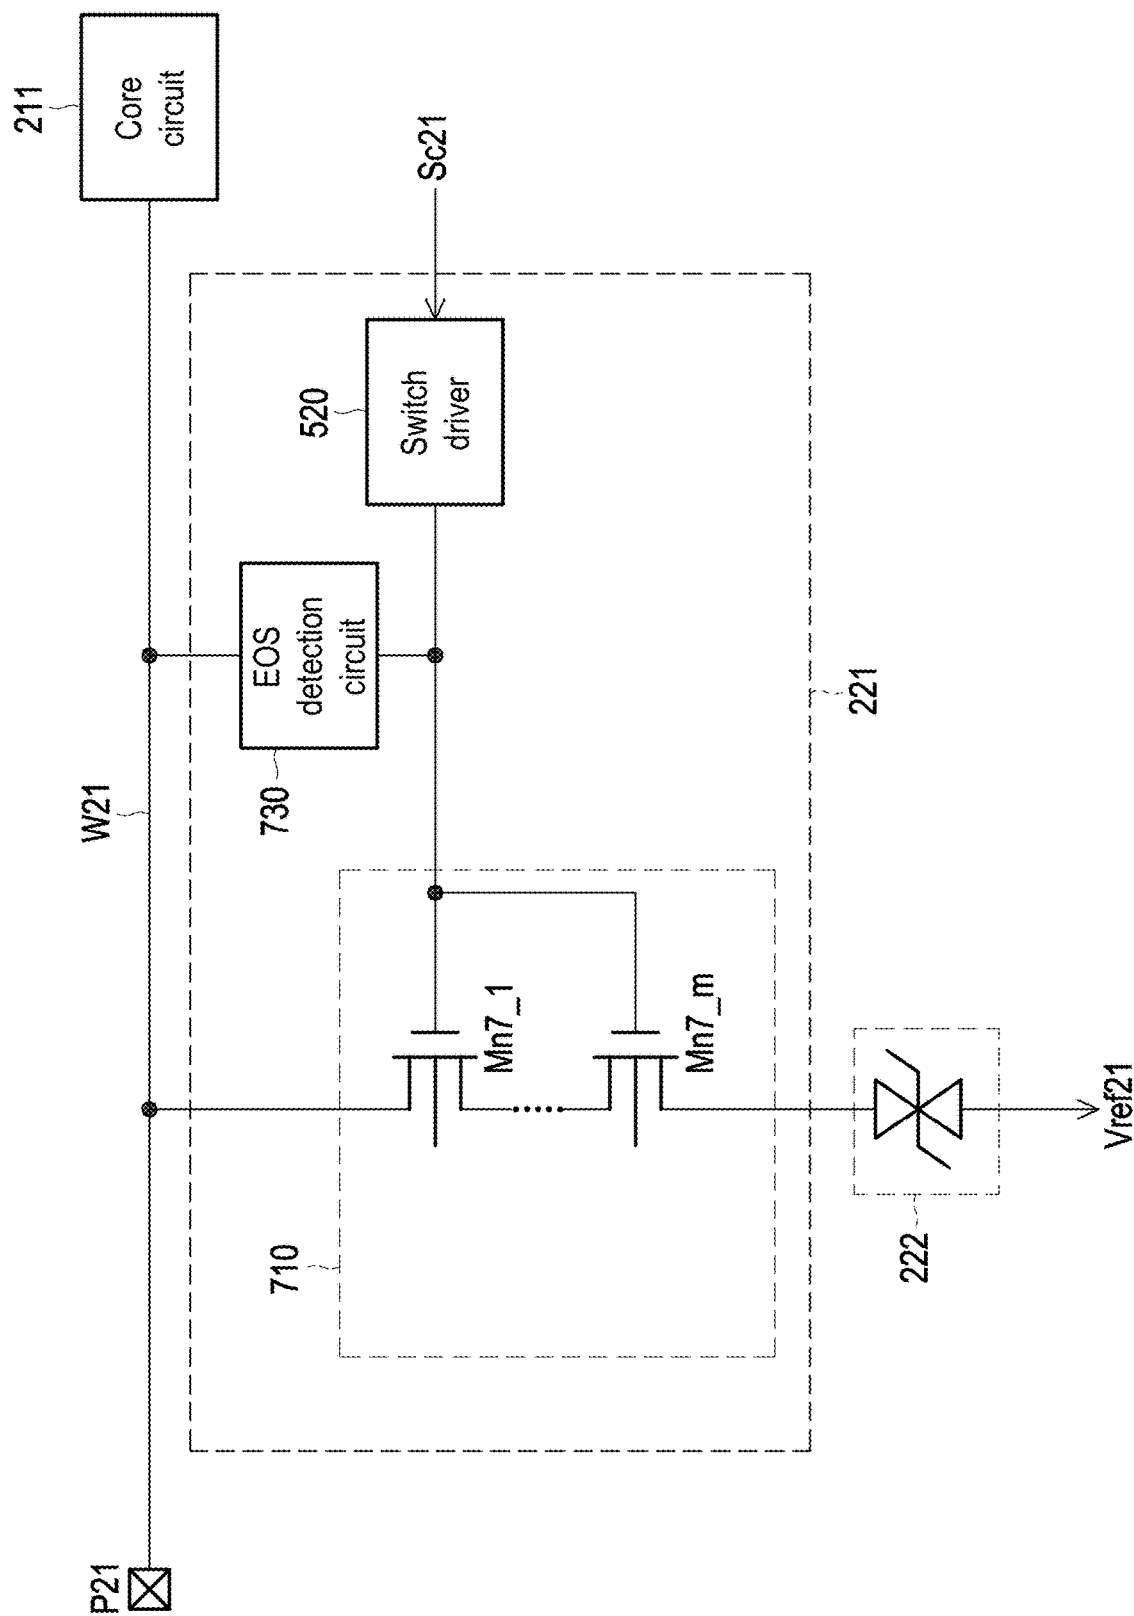 P21
W21
211
Core
circuit
730
EOS
detection
circuit
520
Switch
driver
Sc21
710
Mn7_1
Mn7_m
221
222
Vref21